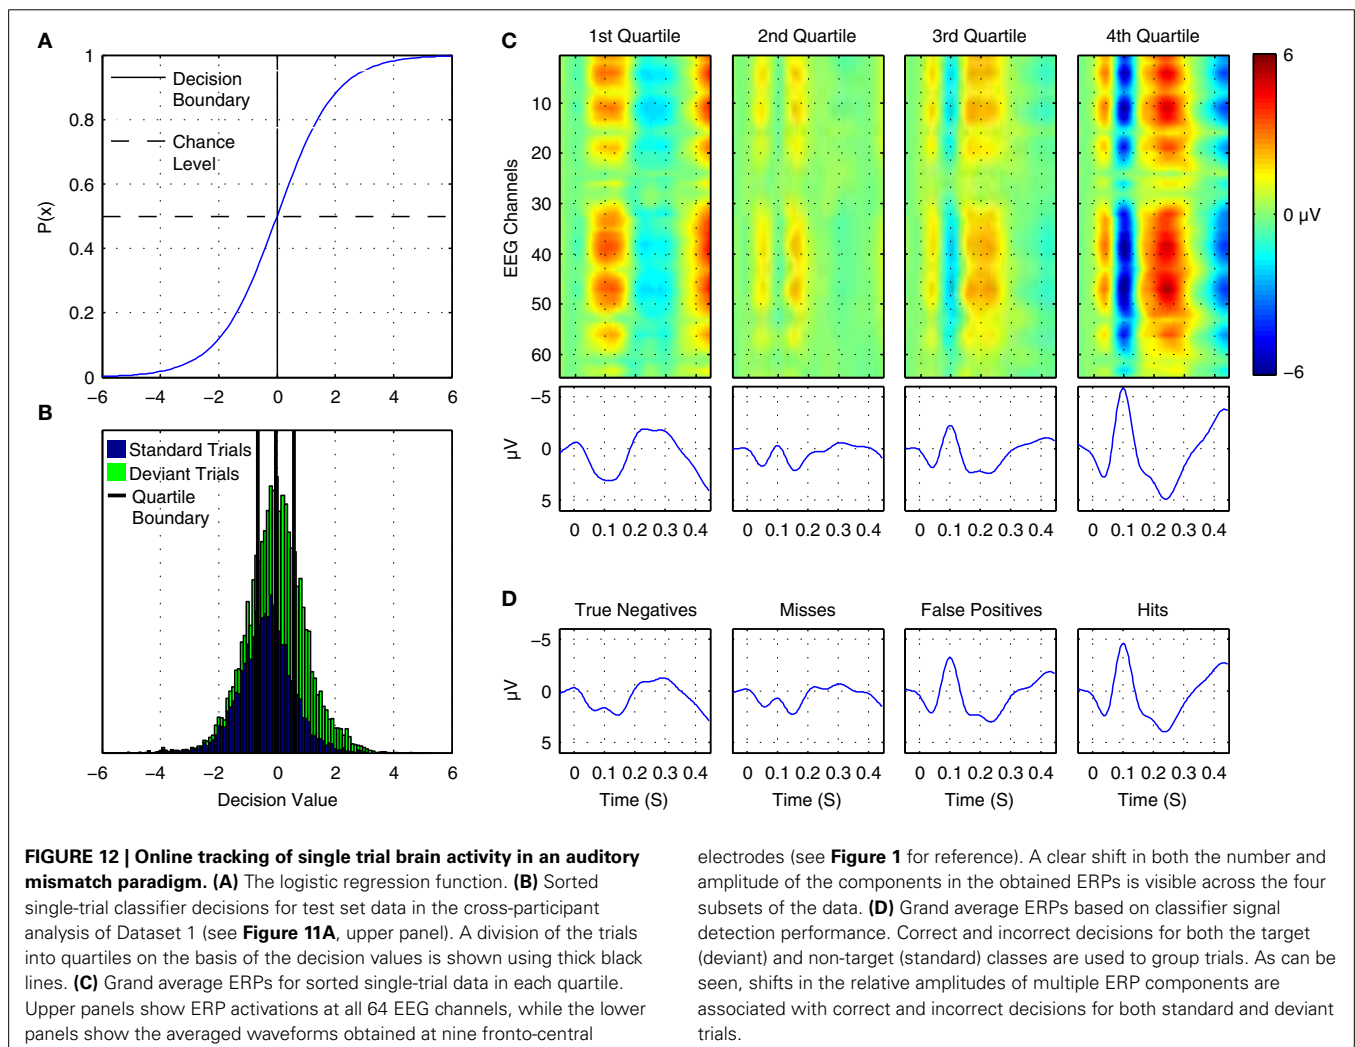 A
1
0.8
0.6
0.4
0.2
0
P(x)
Decision
Boundary
Chance
Level
−6
−4
−2
0
2
4
6
B
Standard Trials
Deviant Trials
Quartile
Boundary
−6
−4
−2
0
2
4
6
Decision Value
C
1st Quartile
2nd Quartile
3rd Quartile
4th Quartile
EEG Channels
10
20
30
40
50
60
6
0 µV
−6
µV
−5
0
5
0 0.1 0.2 0.3 0.4
0 0.1 0.2 0.3 0.4
0 0.1 0.2 0.3 0.4
0 0.1 0.2 0.3 0.4
D
True Negatives
Misses
False Positives
Hits
µV
−5
0
5
0 0.1 0.2 0.3 0.4
0 0.1 0.2 0.3 0.4
0 0.1 0.2 0.3 0.4
0 0.1 0.2 0.3 0.4
Time (S)
Time (S)
Time (S)
Time (S)
FIGURE 12 | Online tracking of single trial brain activity in an auditory
mismatch paradigm. (A) The logistic regression function. (B) Sorted
single-trial classifier decisions for test set data in the cross-participant
analysis of Dataset 1 (see Figure 11A, upper panel). A division of the trials
into quartiles on the basis of the decision values is shown using thick black
lines. (C) Grand average ERPs for sorted single-trial data in each quartile.
Upper panels show ERP activations at all 64 EEG channels, while the lower
panels show the averaged waveforms obtained at nine fronto-central
electrodes (see Figure 1 for reference). A clear shift in both the number and
amplitude of the components in the obtained ERPs is visible across the four
subsets of the data. (D) Grand average ERPs based on classifier signal
detection performance. Correct and incorrect decisions for both the target
(deviant) and non-target (standard) classes are used to group trials. As can be
seen, shifts in the relative amplitudes of multiple ERP components are
associated with correct and incorrect decisions for both standard and deviant
trials.